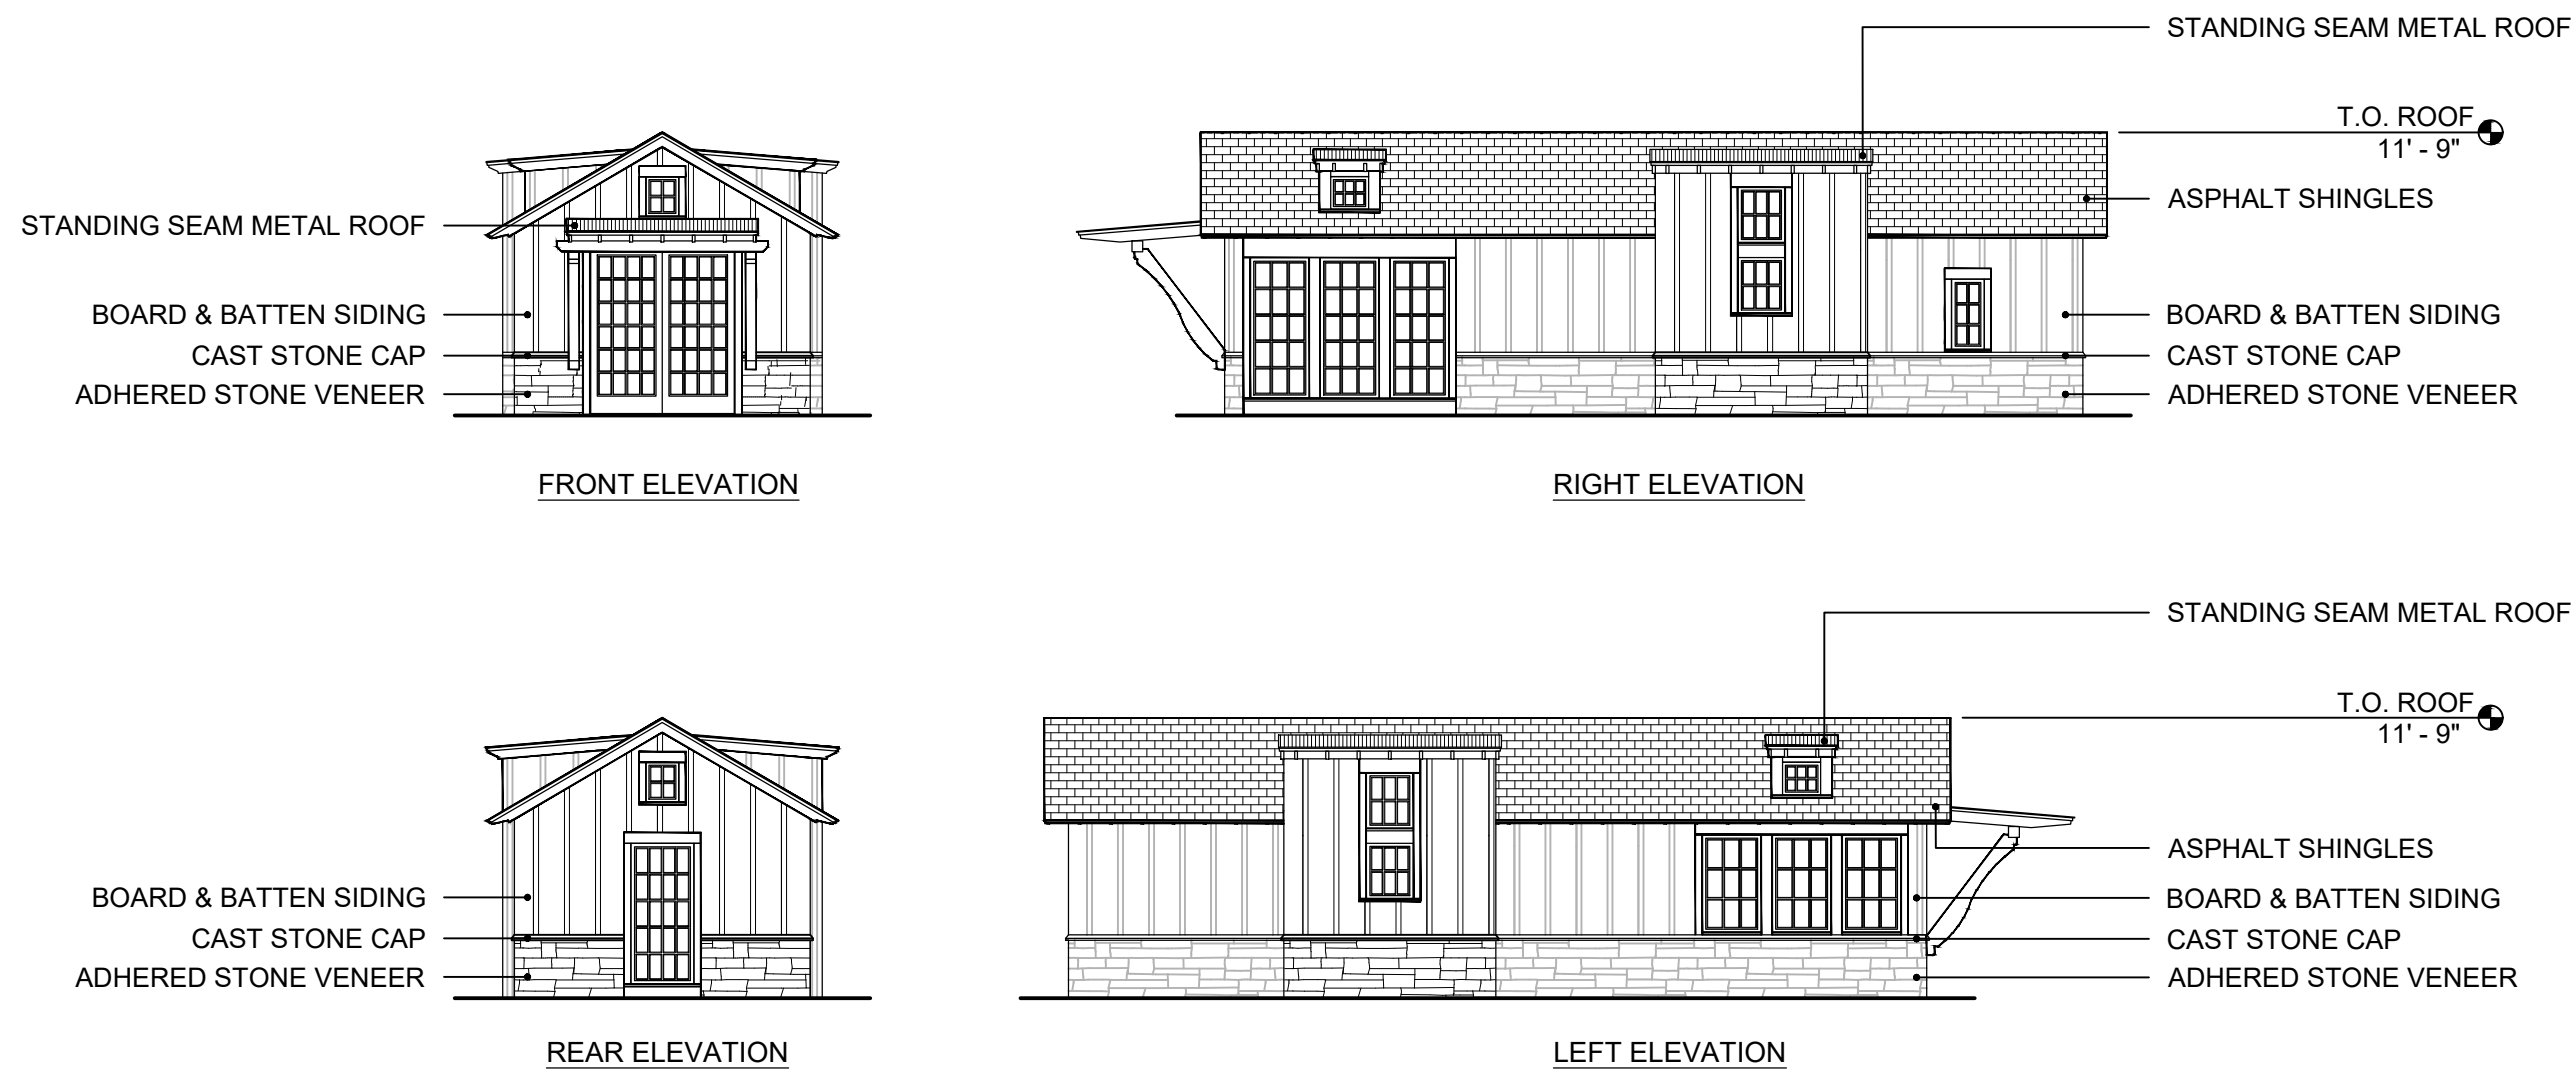 STANDING SEAM METAL ROOF
BOARD & BATTEN SIDING
CAST STONE CAP
ADHERED STONE VENEER
FRONT ELEVATION
STANDING SEAM METAL ROOF
T.O. ROOF
11' - 9"
ASPHALT SHINGLES
BOARD & BATTEN SIDING
CAST STONE CAP
ADHERED STONE VENEER
RIGHT ELEVATION
BOARD & BATTEN SIDING
CAST STONE CAP
ADHERED STONE VENEER
REAR ELEVATION
STANDING SEAM METAL ROOF
T.O. ROOF
11' - 9"
ASPHALT SHINGLES
BOARD & BATTEN SIDING
CAST STONE CAP
ADHERED STONE VENEER
LEFT ELEVATION